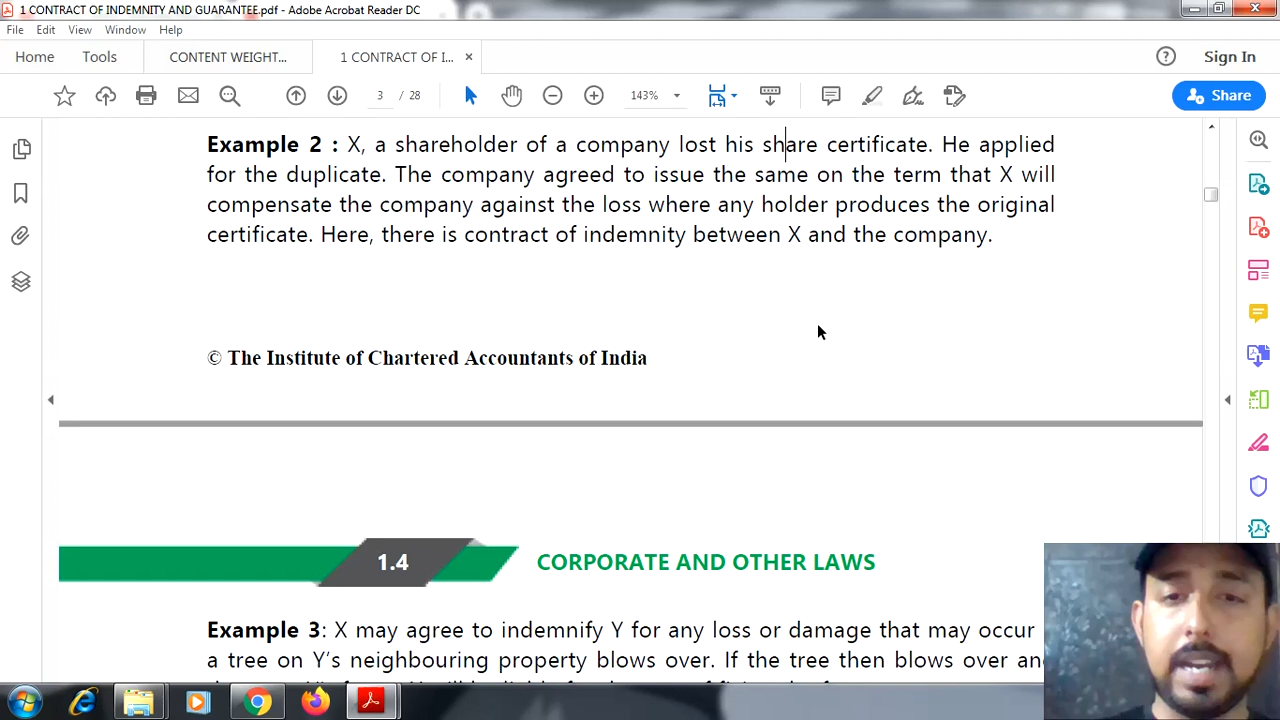 1 CONTRACT OF INDEMNITY AND GUARANTEE.pdf - Adobe Acrobat Reader DC
File Edit View Window Help
Home Tools CONTENT WEIGHT... 1 CONTRACT OF I... × Sign In
3 / 28 143% Share
Example 2 : X, a shareholder of a company lost his share certificate. He applied
for the duplicate. The company agreed to issue the same on the term that X will
compensate the company against the loss where any holder produces the original
certificate. Here, there is contract of indemnity between X and the company.
© The Institute of Chartered Accountants of India
1.4 CORPORATE AND OTHER LAWS
Example 3: X may agree to indemnify Y for any loss or damage that may occur
a tree on Y's neighbouring property blows over. If the tree then blows over an